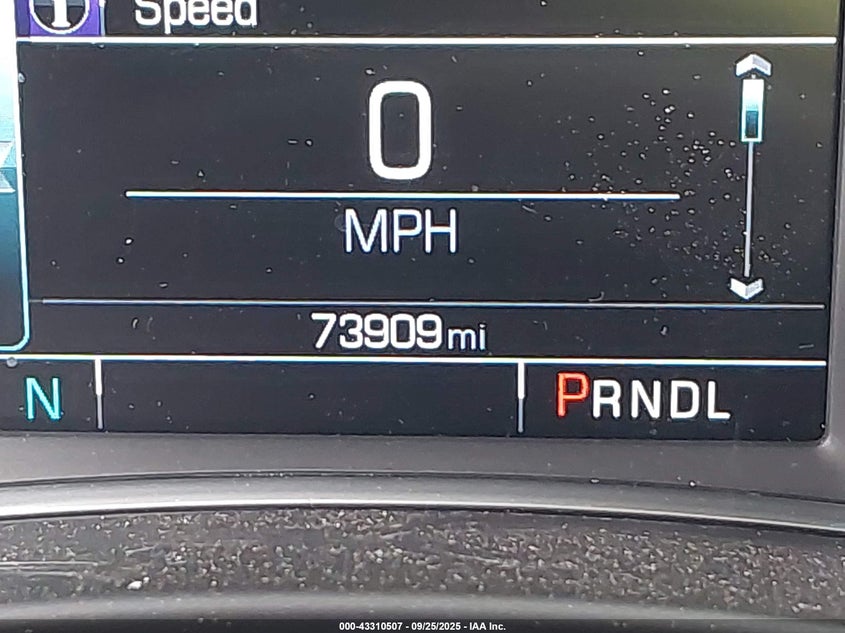 Speed
0
MPH
73909 mi
N
PRNDL
000-43310507 - 09/25/2025 - IAA Inc.